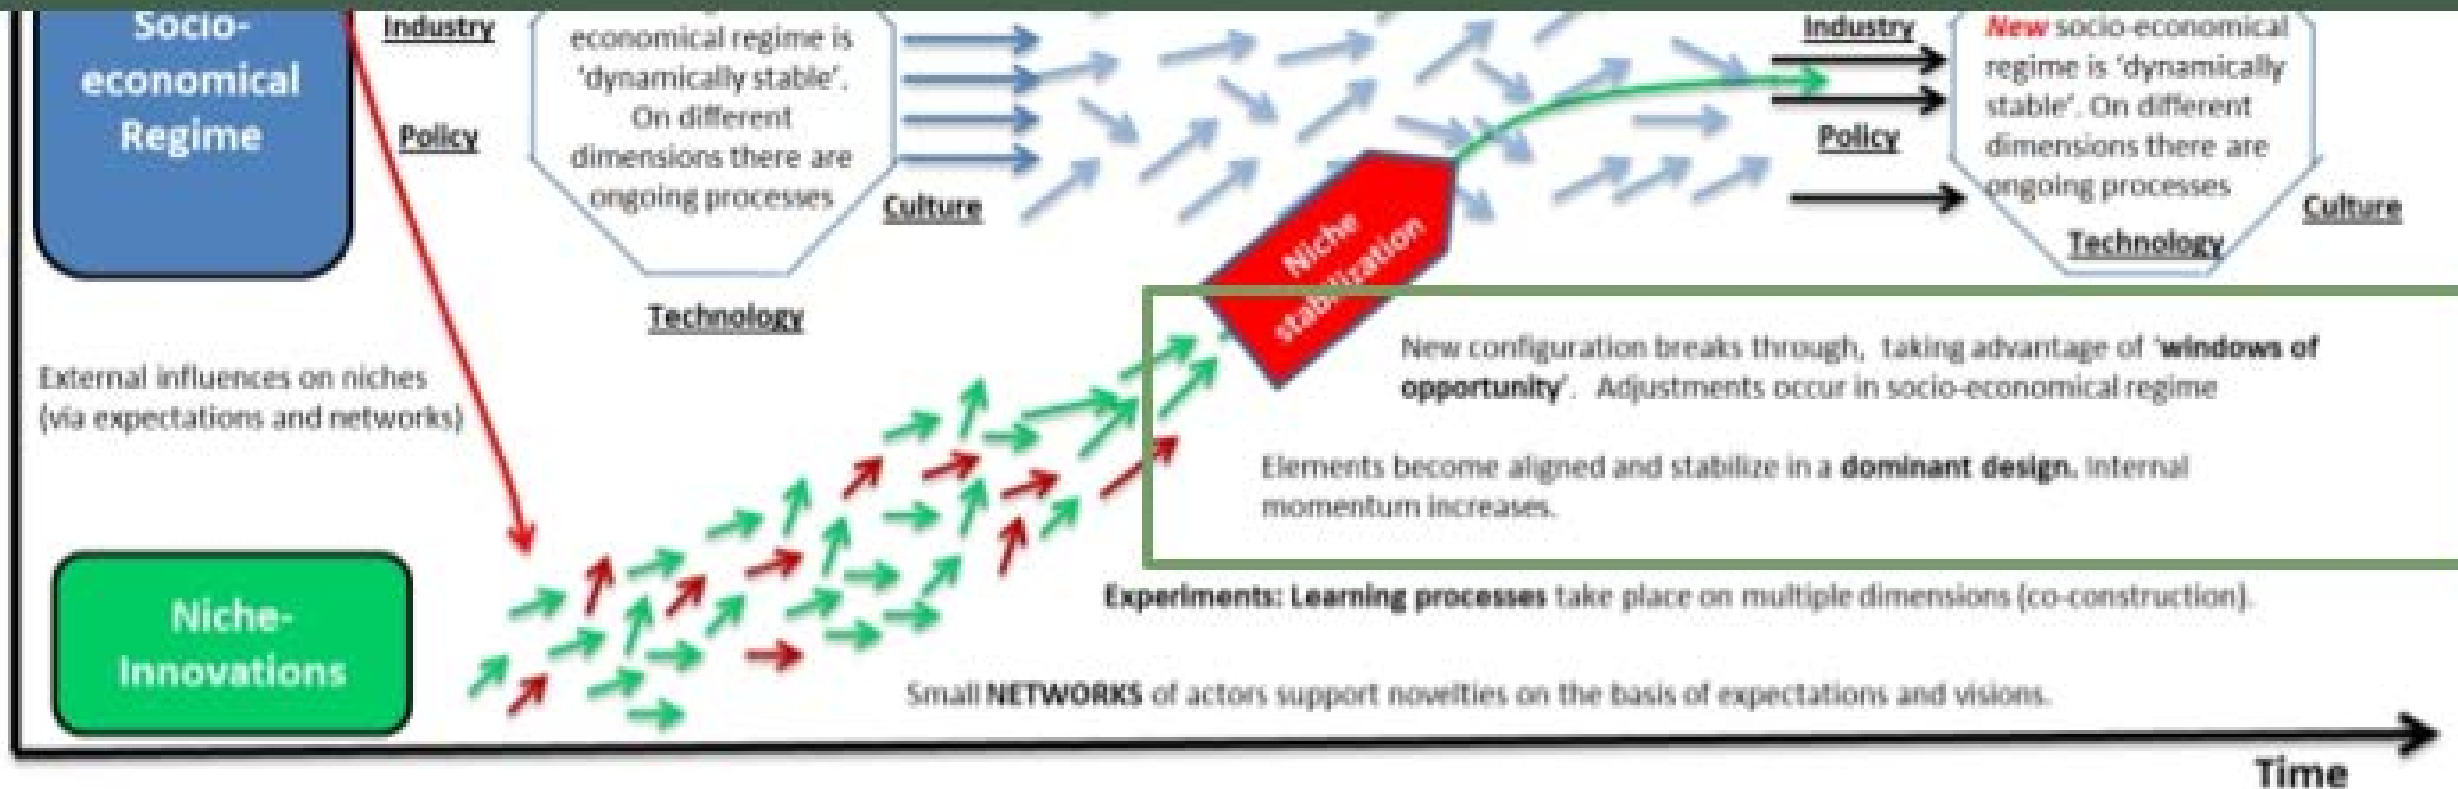 Socio-
economical
Regime
Industry
Policy
economical regime is
'dynamically stable'.
On different
dimensions there are
ongoing processes
Culture
Technology
Industry
Policy
New socio-economical
regime is 'dynamically
stable'. On different
dimensions there are
ongoing processes
Culture
Technology
Niche
stabilization
External influences on niches
(via expectations and networks)
New configuration breaks through, taking advantage of 'windows of
opportunity'. Adjustments occur in socio-economical regime
Elements become aligned and stabilize in a dominant design. Internal
momentum increases.
Niche-
Innovations
Experiments: Learning processes take place on multiple dimensions (co-construction).
Small NETWORKS of actors support novelties on the basis of expectations and visions.
Time